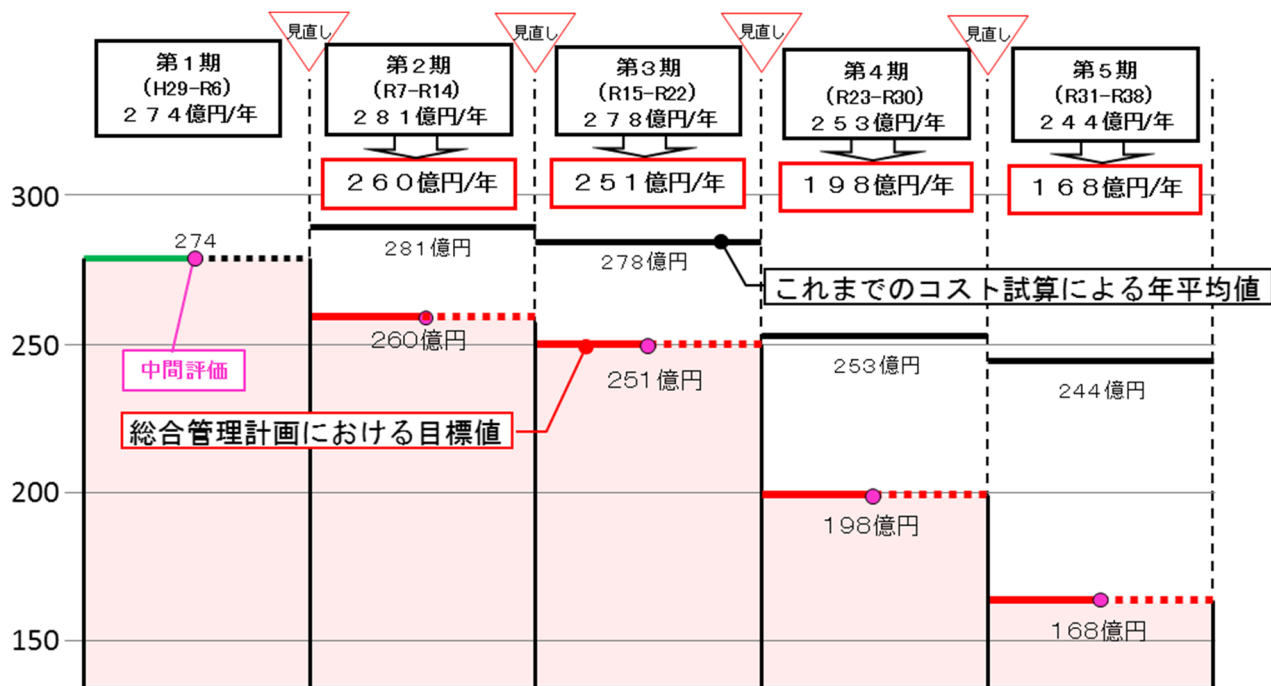 見直し
見直し
見直し
見直し
第1期
(H29-R6)
274億円/年
第2期
(R7-R14)
281億円/年
第3期
(R15-R22)
278億円/年
第4期
(R23-R30)
253億円/年
第5期
(R31-R38)
244億円/年
260億円/年
251億円/年
198億円/年
168億円/年
300
274
281億円
278億円
これまでのコスト試算による年平均値
250
260億円
中間評価
251億円
253億円
244億円
総合管理計画における目標値
200
198億円
168億円
150